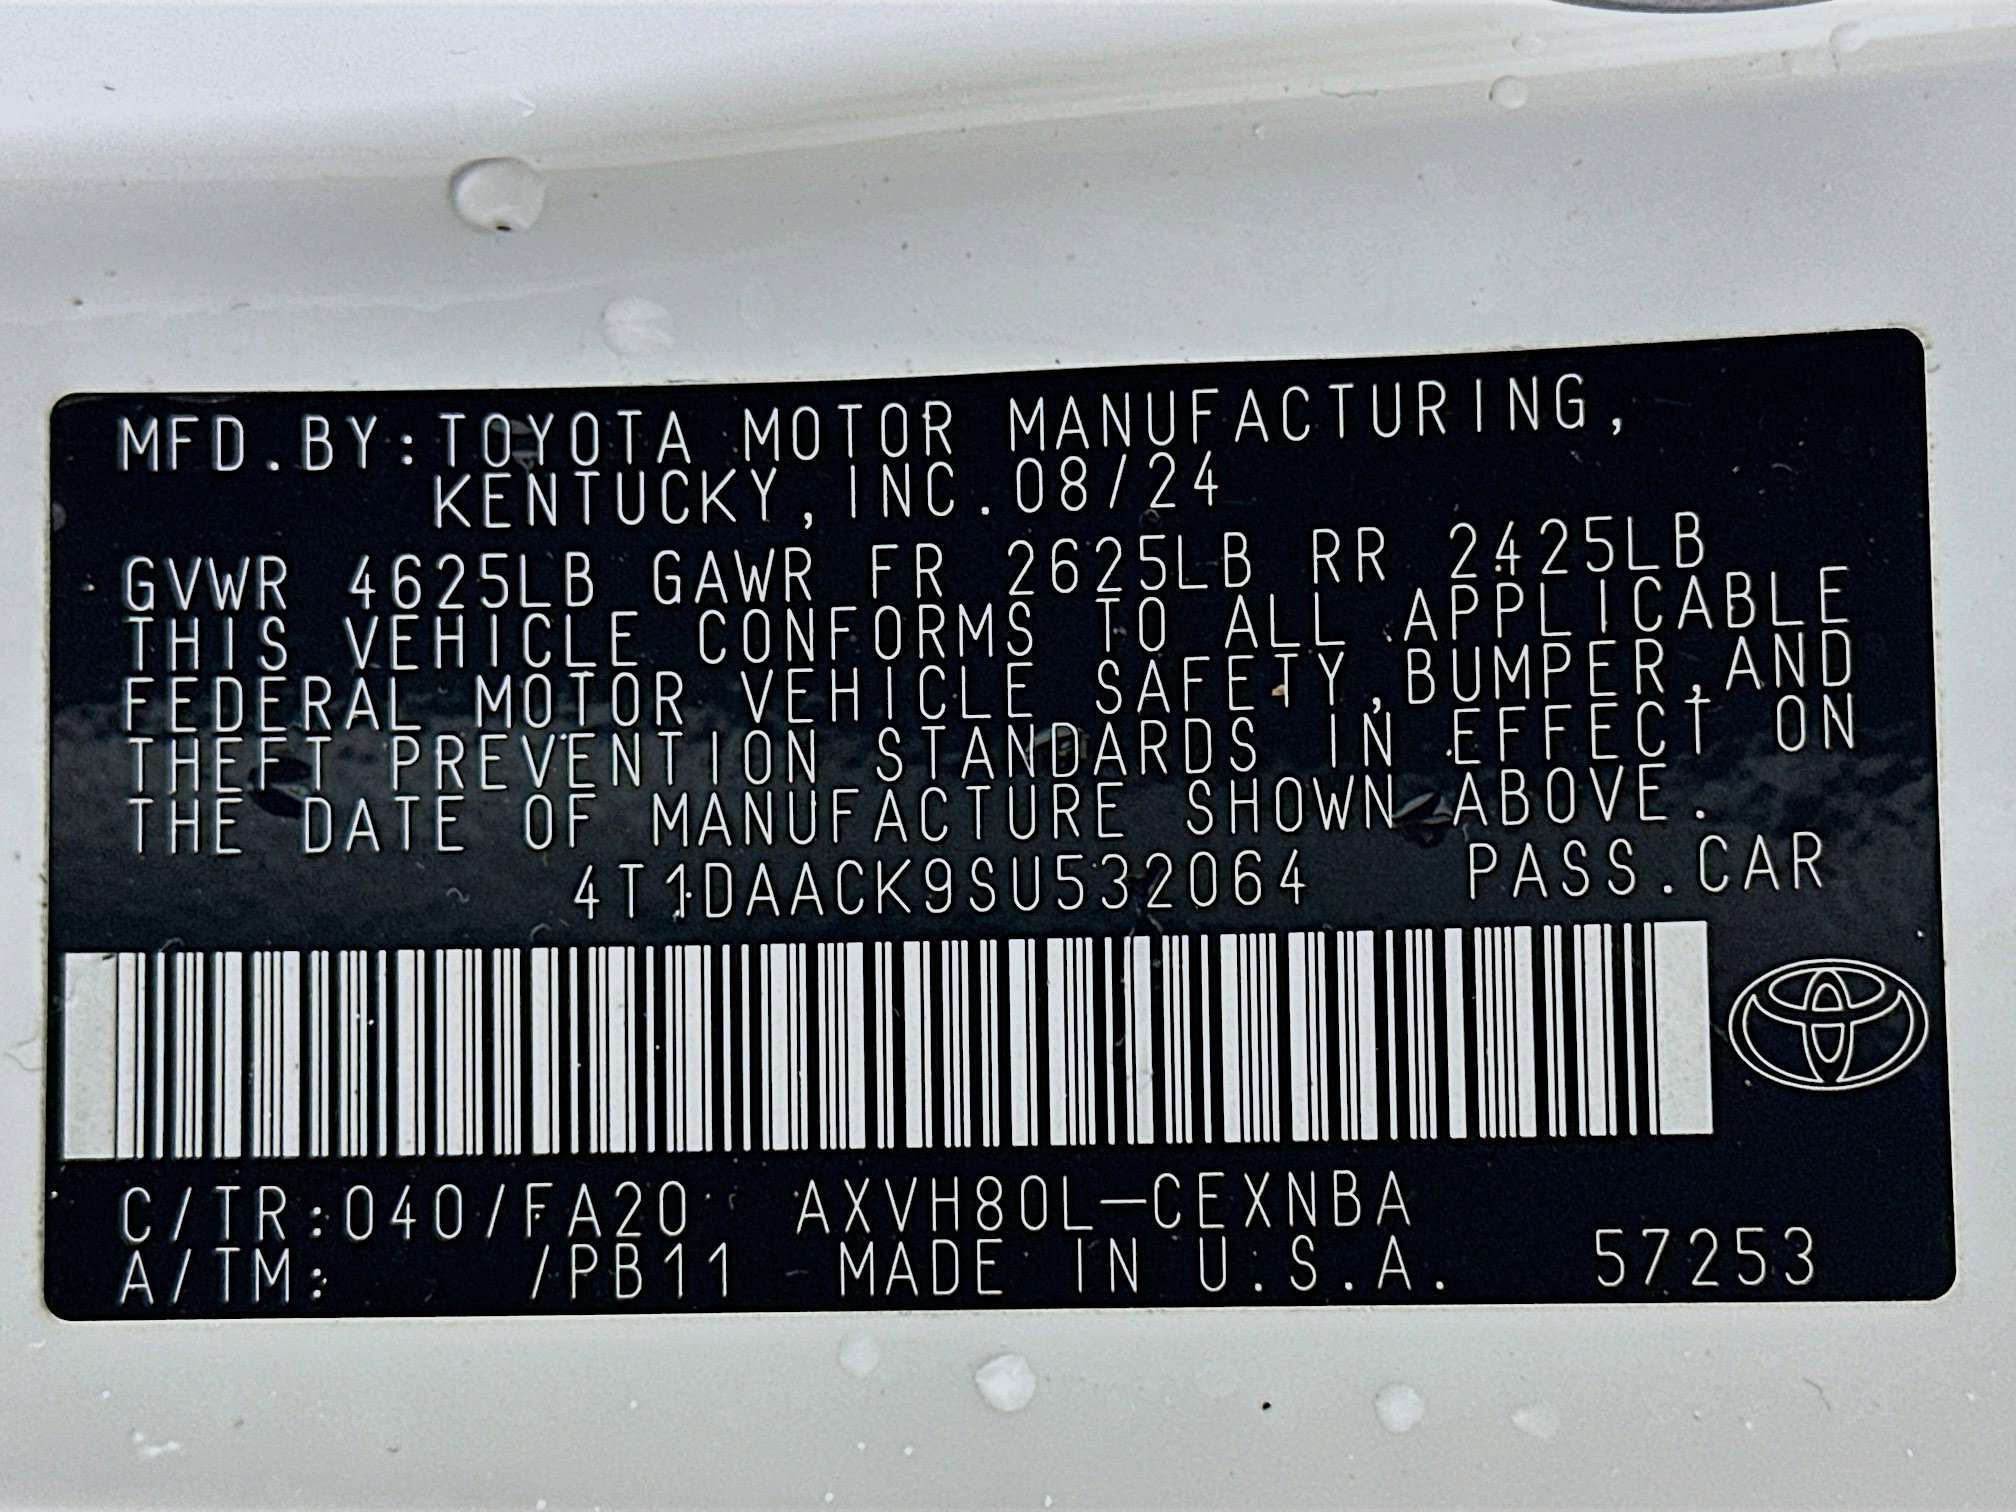 MFD.BY:TOYOTA MOTOR MANUFACTURING,
KENTUCKY, INC.08/24
GVWR 4625LB GAWR FR 2625LB RR 2425LB
THIS VEHICLE CONFORMS TO ALL APPLICABLE
FEDERAL MOTOR VEHICLE SAFETY,BUMPER,AND
THEFT PREVENTION STANDARDS IN EFFECT ON
THE DATE OF MANUFACTURE SHOWN ABOVE.
4T1DAACK9SU532064 PASS.CAR
C/TR:040/FA20 AXVH80L-CEXNBA
A/TM: /PB11 MADE IN U.S.A. 57253